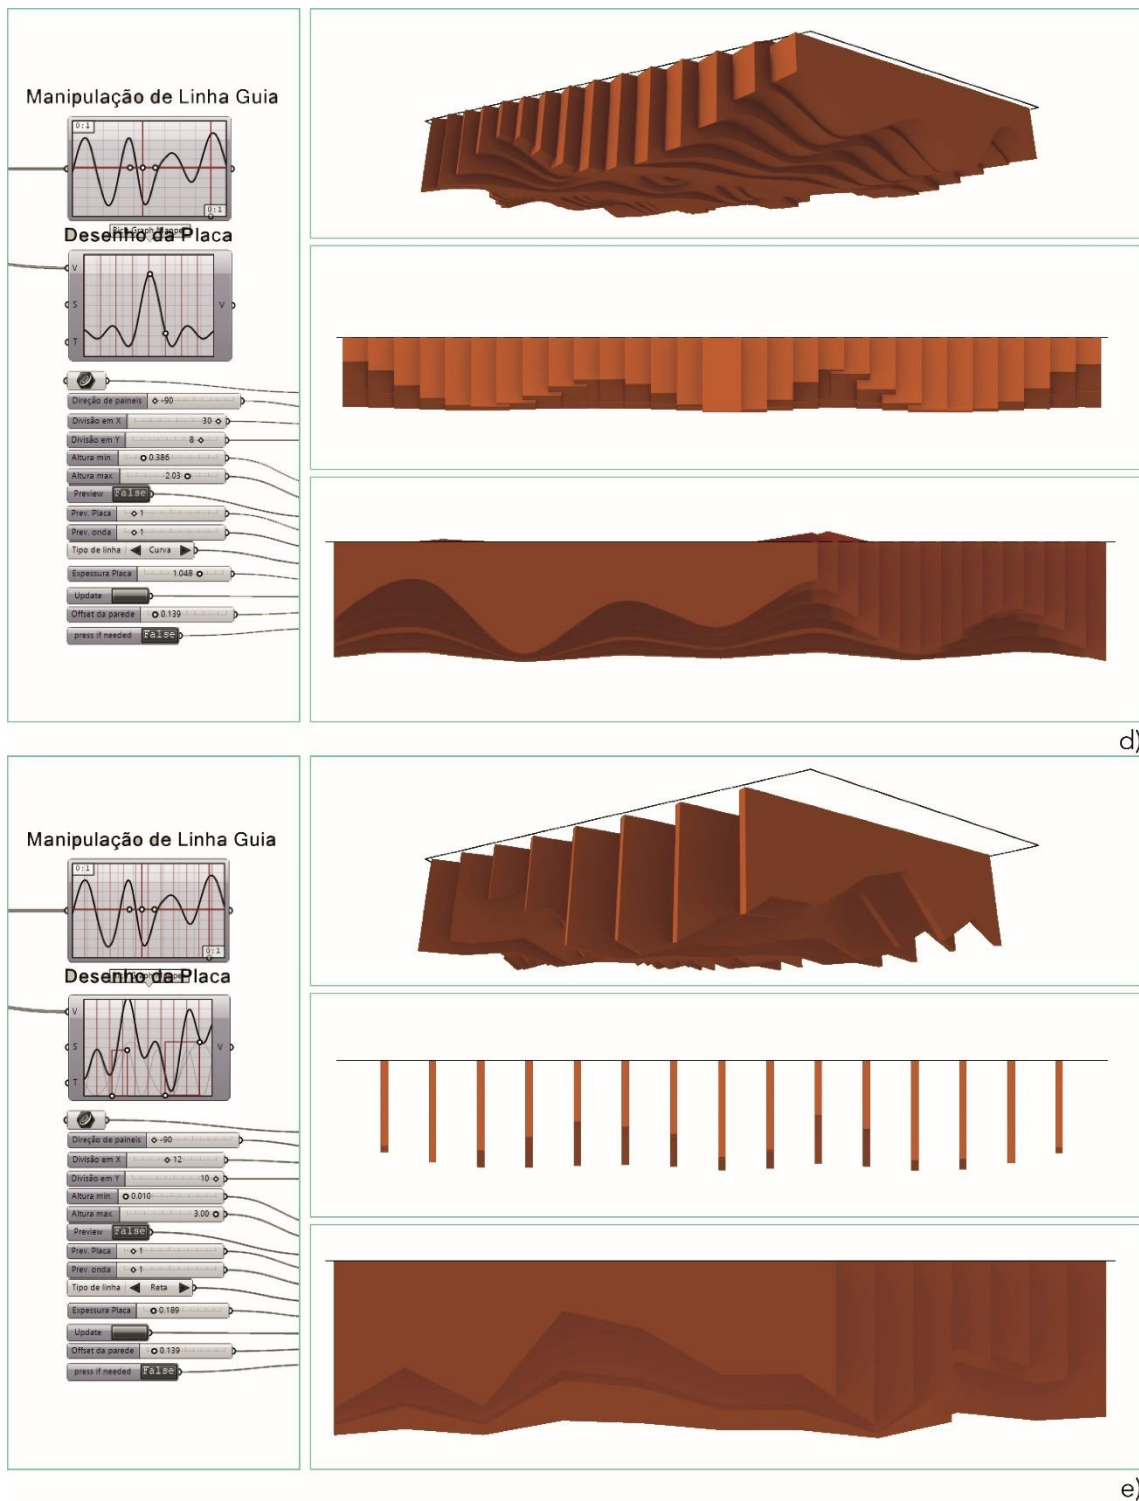 Manipulação de Linha Guia
0:1
0:1
Rich Graph Mapper
Desenho da Placa
V
S
V
T
Direção de paineis -90
Divisão em X 30
Divisão em Y 8
Altura min. 0.386
Altura max. 2.03
Preview False
Prev. Placa 1
Prev. onda 1
Tipo de linha Curva
Expessura Placa 1.048
Update
Offset da parede 0.139
press if needed False
d)
Manipulação de Linha Guia
0:1
0:1
Desenho da Placa
V
S
V
T
Direção de paineis -90
Divisão em X 12
Divisão em Y 10
Altura min. 0.010
Altura max. 3.00
Preview False
Prev. Placa 1
Prev. onda 1
Tipo de linha Reta
Expessura Placa 0.189
Update
Offset da parede 0.139
press if needed False
e)